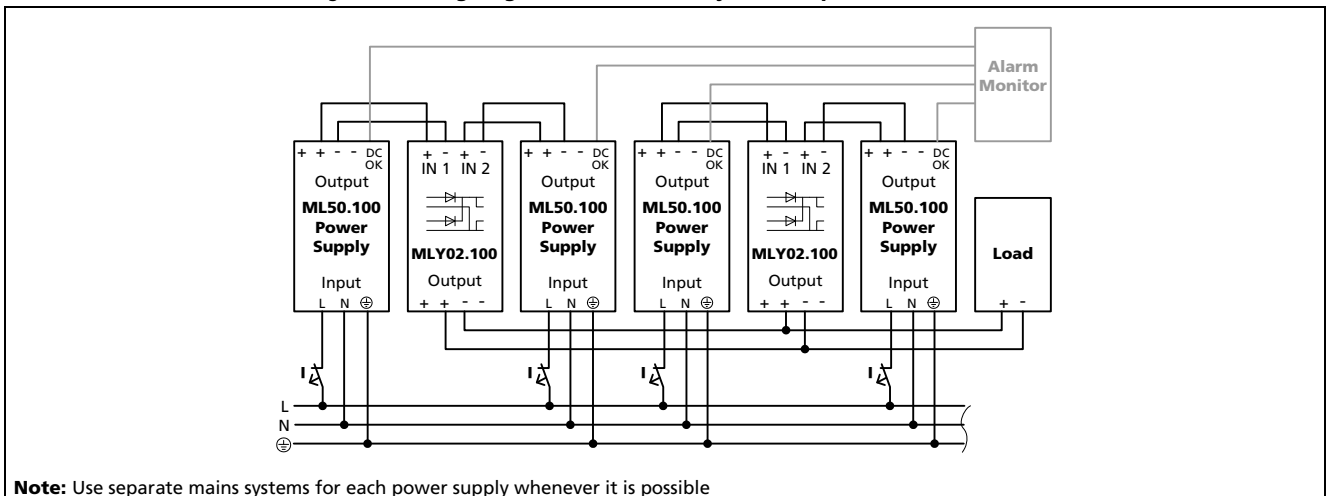 Alarm
Monitor
+ + - - DC
OK
Output
ML50.100
Power
Supply
Input
L N
+ - + -
IN 1 IN 2
MLY02.100
Output
+ + - -
+ + - - DC
OK
Output
ML50.100
Power
Supply
Input
L N
+ + - - DC
OK
Output
ML50.100
Power
Supply
Input
L N
+ - + -
IN 1 IN 2
MLY02.100
Output
+ + - -
+ + - - DC
OK
Output
ML50.100
Power
Supply
Input
L N
Load
+ -
I
I
I
I
L
N
Note: Use separate mains systems for each power supply whenever it is possible